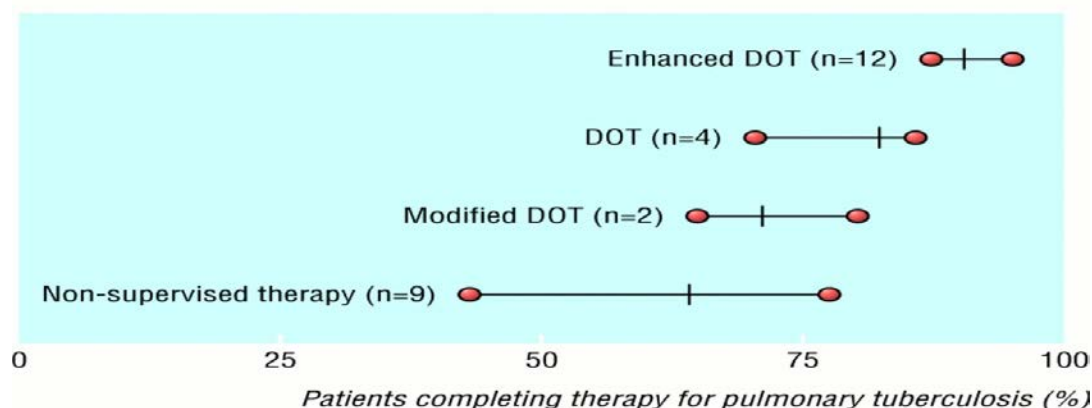 Enhanced DOT (n=12)
DOT (n=4)
Modified DOT (n=2)
Non-supervised therapy (n=9)
0 25 50 75 100
Patients completing therapy for pulmonary tuberculosis (%)